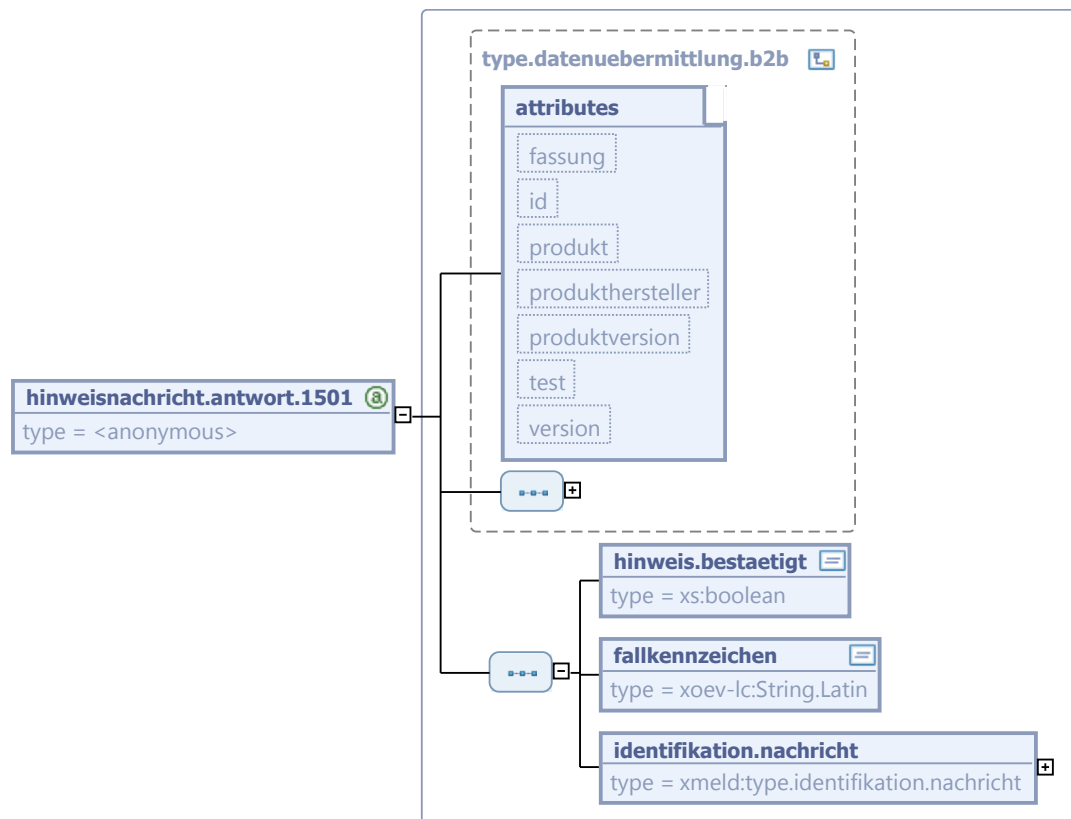 type.datenuebermittlung.b2b
attributes
fassung
id
produkt
produkthersteller
produktversion
test
version
hinweisnachricht.antwort.1501
type = <anonymous>
hinweis.bestaetigt
type = xs:boolean
fallkennzeichen
type = xoev-lc:String.Latin
identifikation.nachricht
type = xmeld:type.identifikation.nachricht